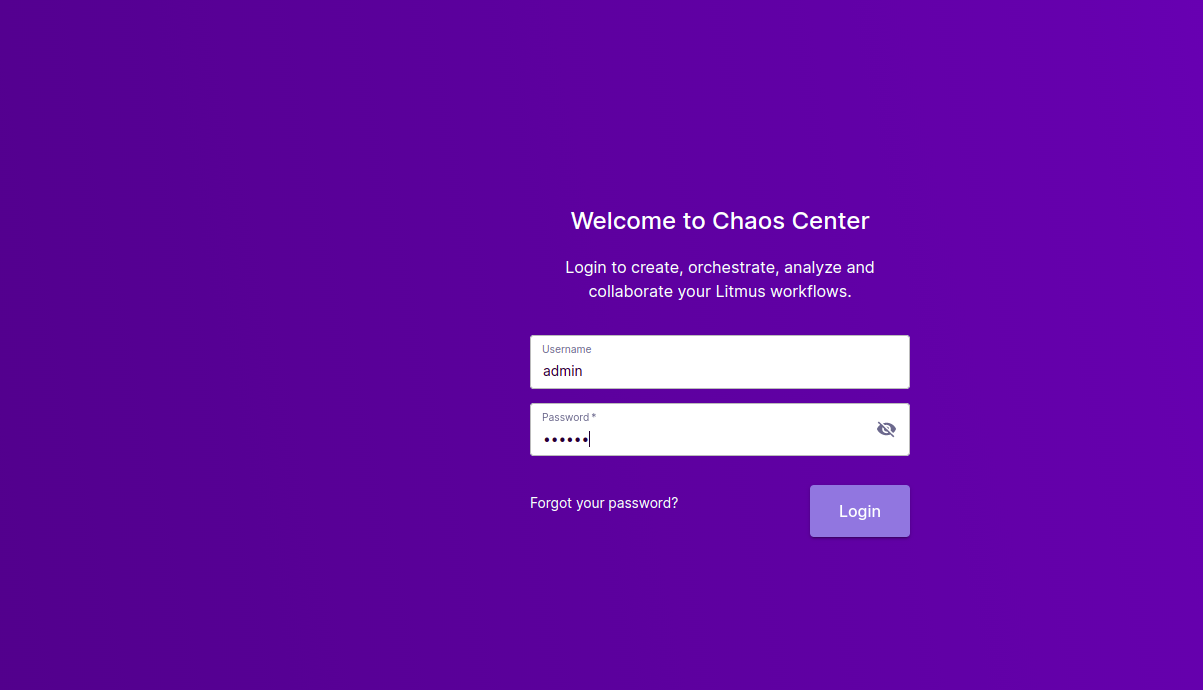 Welcome to Chaos Center
Login to create, orchestrate, analyze and
collaborate your Litmus workflows.
Username
admin
Password *
••••••
Forgot your password?
Login